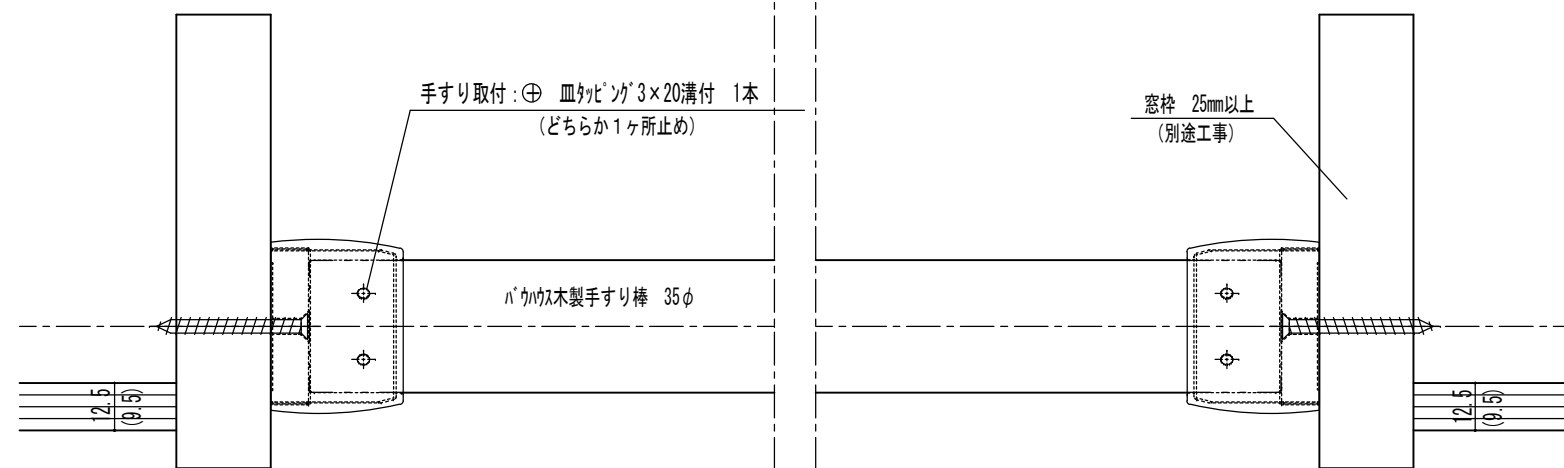 手すり取付:⊕ 皿ﾀｯﾋﾟﾝｸﾞ3×20溝付 1本
(どちらか1ヶ所止め)
窓枠 25mm以上
(別途工事)
ﾊﾞｳﾊｳｽ木製手すり棒 35φ
12.5
(9.5)
12.5
(9.5)